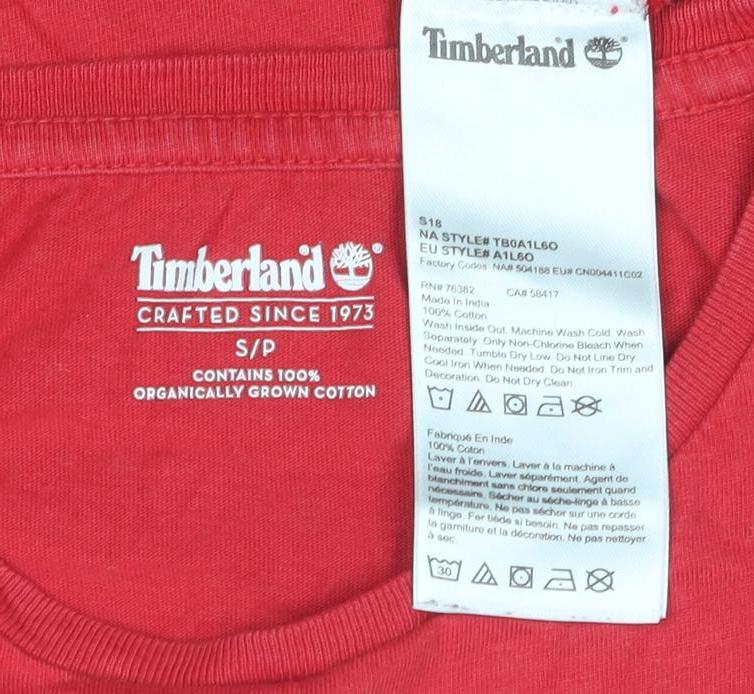 Timberland
CRAFTED SINCE 1973
S/P
CONTAINS 100%
ORGANICALLY GROWN COTTON
Timberland
S18
NA STYLE# TB0A1L6O
EU STYLE# A1L6O
Factory Codes: NA# 504188 EU# CN004411C02
RN# 76382 CA# 58417
Made In India
100% Cotton
Wash Inside Out. Machine Wash Cold. Wash
Separately. Only Non-Chlorine Bleach When
Needed. Tumble Dry Low. Do Not Line Dry.
Cool Iron When Needed. Do Not Iron Trim and
Decoration. Do Not Dry Clean.
Fabriqué En Inde
100% Coton
Laver à l'envers. Laver à la machine à
l'eau froide. Laver séparément. Agent de
blanchiment sans chlore seulement quand
nécessaire. Sécher au sèche-linge à basse
température. Ne pas sécher sur une corde
à linge. Fer tiède si besoin. Ne pas repasser
la garniture et la décoration. Ne pas nettoyer
à sec.
30